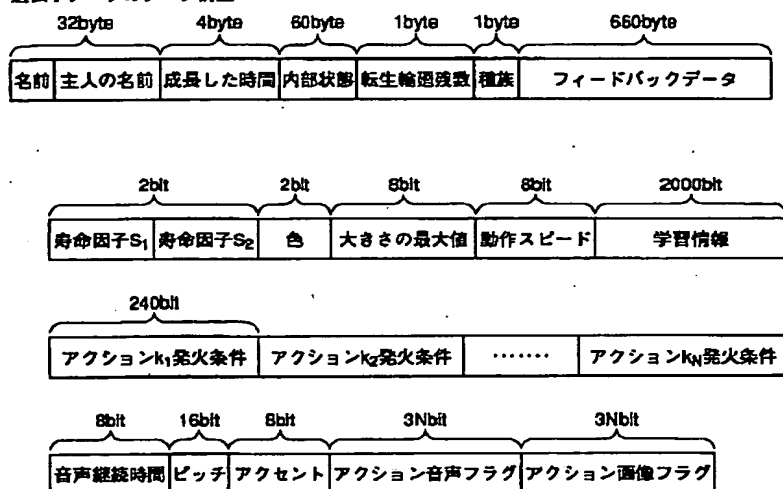 32byte 4byte 60byte 1byte 1byte 660byte
名前 主人の名前 成長した時間 内部状態 転生輪廻残数 種族 フィードバックデータ
2bit 2bit 8bit 8bit 2000bit
寿命因子S1 寿命因子S2 色 大きさの最大値 動作スピード 学習情報
240bit
アクションk1発火条件 アクションk2発火条件 ‥‥‥‥ アクションkN発火条件
8bit 16bit 8bit 3Nbit 3Nbit
音声継続時間 ピッチ アクセント アクション音声フラグ アクション画像フラグ